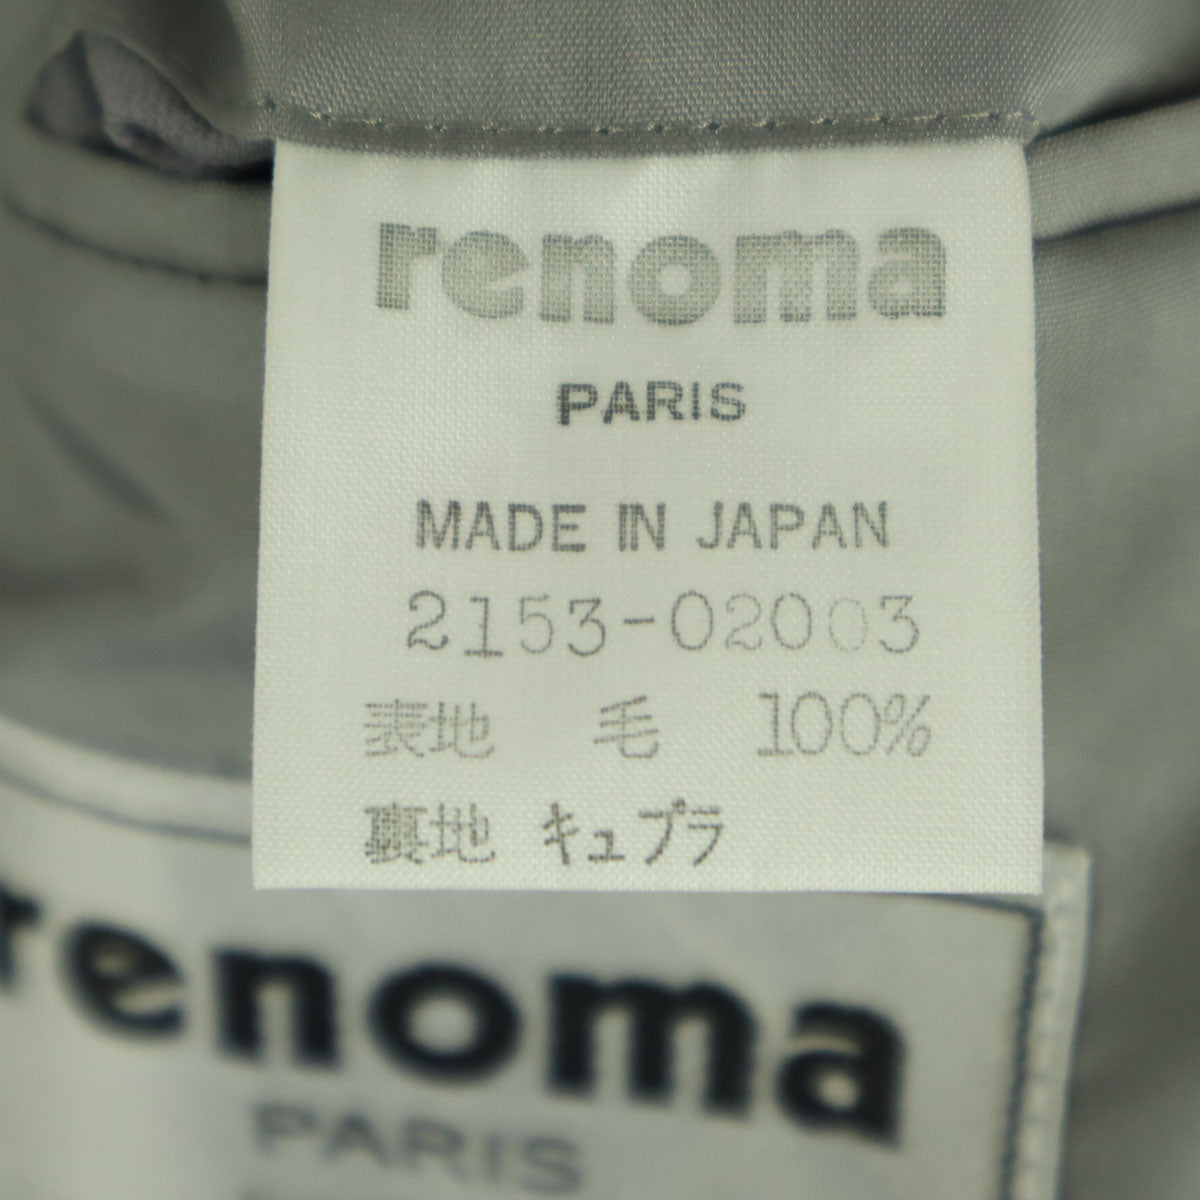 renoma
PARIS
MADE IN JAPAN
2153-02003
表地 毛 100%
裏地 キュプラ
renoma
PARIS